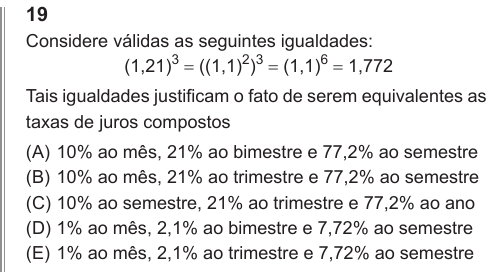 19
Considere válidas as seguintes igualdades:
(1,21)³ = ((1,1)²)³ = (1,1)⁶ = 1,772
Tais igualdades justificam o fato de serem equivalentes as
taxas de juros compostos
(A) 10% ao mês, 21% ao bimestre e 77,2% ao semestre
(B) 10% ao mês, 21% ao trimestre e 77,2% ao semestre
(C) 10% ao semestre, 21% ao trimestre e 77,2% ao ano
(D) 1% ao mês, 2,1% ao bimestre e 7,72% ao semestre
(E) 1% ao mês, 2,1% ao trimestre e 7,72% ao semestre